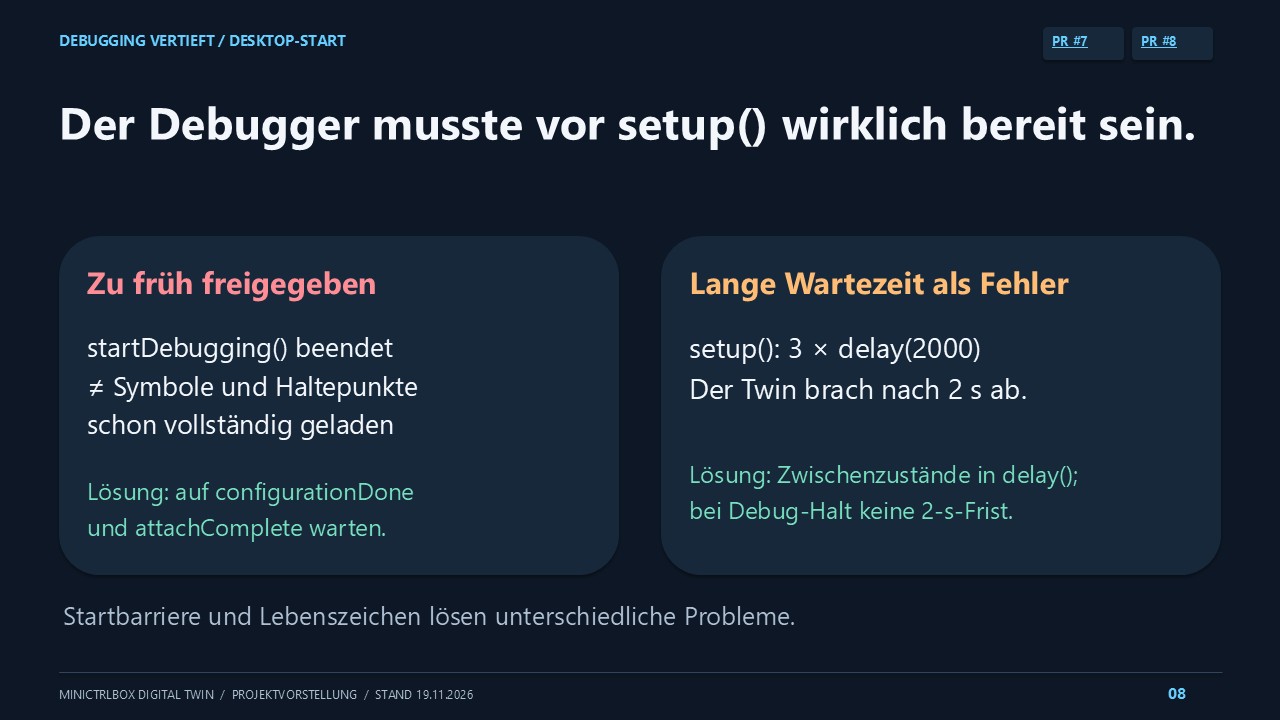 DEBUGGING VERTIEFT / DESKTOP-START
PR #7
PR #8
Der Debugger musste vor setup() wirklich bereit sein.
Zu früh freigegeben
startDebugging() beendet
≠ Symbole und Haltepunkte
schon vollständig geladen
Lösung: auf configurationDone
und attachComplete warten.
Lange Wartezeit als Fehler
setup(): 3 × delay(2000)
Der Twin brach nach 2 s ab.
Lösung: Zwischenzustände in delay();
bei Debug-Halt keine 2-s-Frist.
Startbarriere und Lebenszeichen lösen unterschiedliche Probleme.
MINICTRLBOX DIGITAL TWIN / PROJEKTVORSTELLUNG / STAND 19.11.2026
08